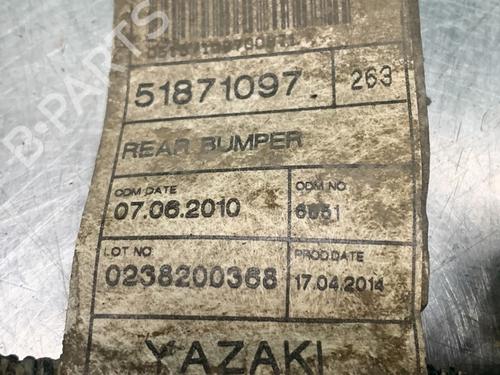 51871097. 263
REAR BUMPER
ODM DATE ODM NO
07.06.2010 6851
LOT NO PROD.DATE
0238200368 17.04.2014
YAZAKI
B-PARTS